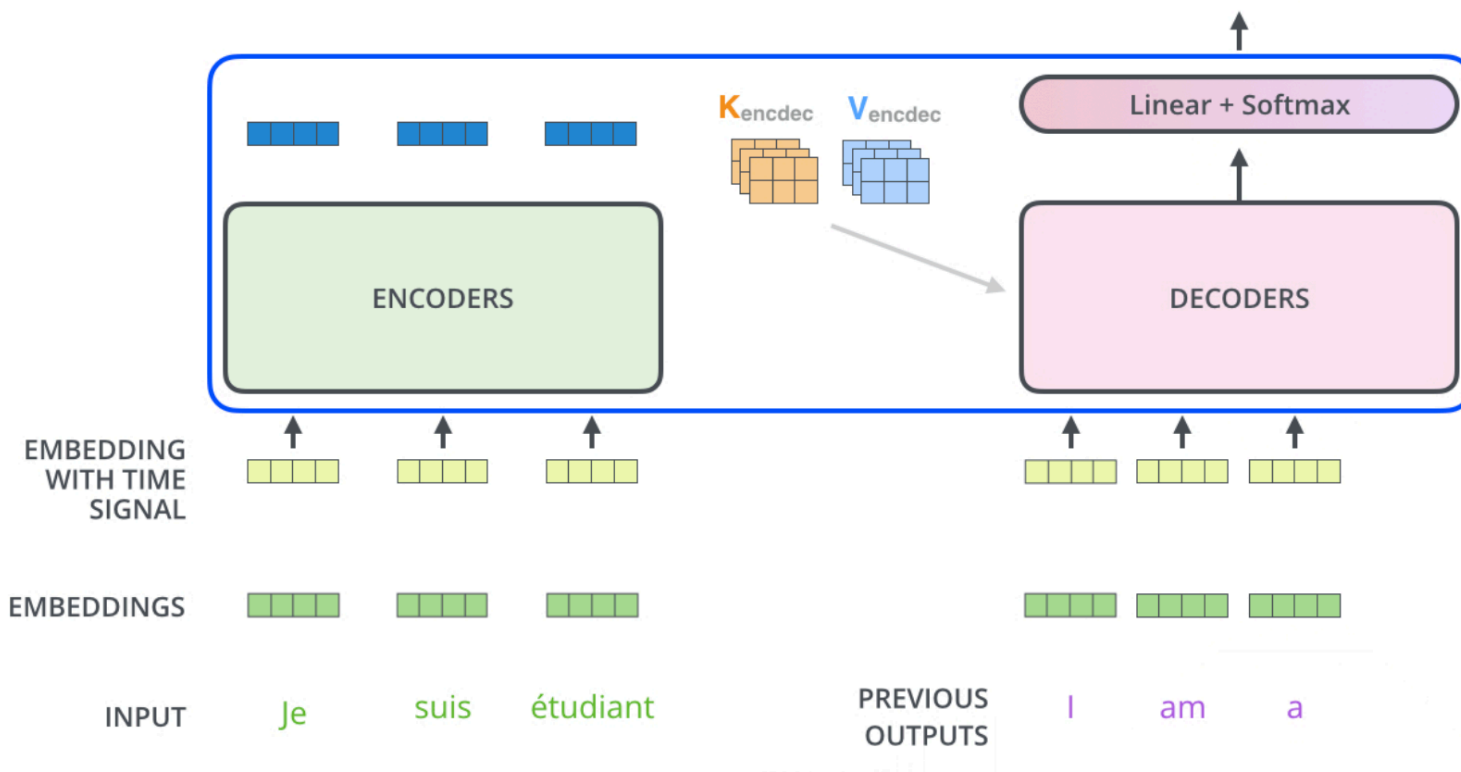 Kencdec Vencdec
Linear + Softmax
ENCODERS
DECODERS
EMBEDDING
WITH TIME
SIGNAL
EMBEDDINGS
INPUT
Je suis étudiant
PREVIOUS
OUTPUTS
I am a